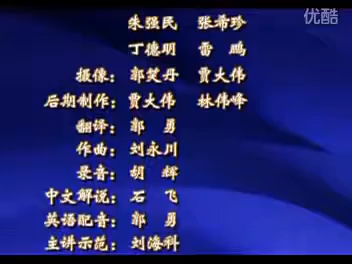 优酷
朱强民 张希珍
丁德明 雷 鹏
摄像：郭笑丹 贾大伟
后期制作：贾大伟 林伟峰
翻译：郭 勇
作曲：刘永川
录音：胡 辉
中文解说：石 飞
英语配音：郭 勇
主讲示范：刘海科